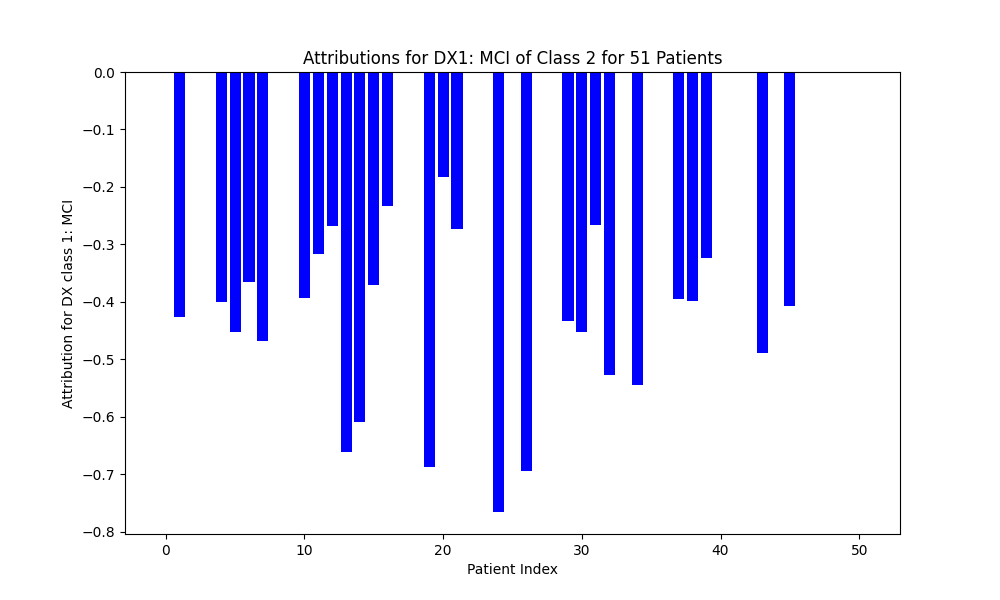 Attributions for DX1: MCI of Class 2 for 51 Patients
Attribution for DX class 1: MCI
0.0
−0.1
−0.2
−0.3
−0.4
−0.5
−0.6
−0.7
−0.8
0 10 20 30 40 50
Patient Index